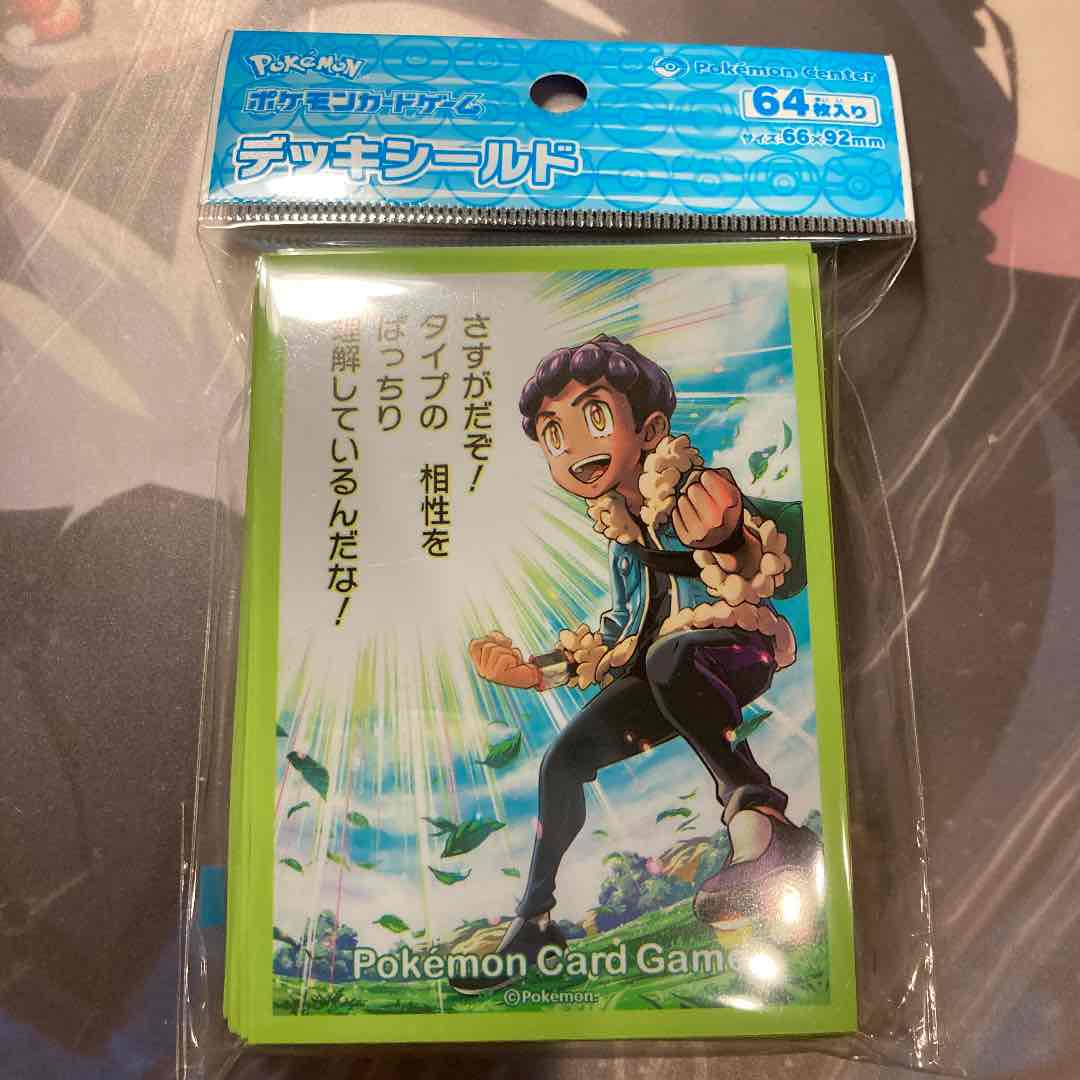 POKÉMON
ポケモンカードゲーム
デッキシールド
Pokémon Center
64枚入り
サイズ:66×92mm
さすがだぞ!
タイプの 相性を
ばっちり
理解しているんだな!
Pokémon Card Game
©Pokémon.